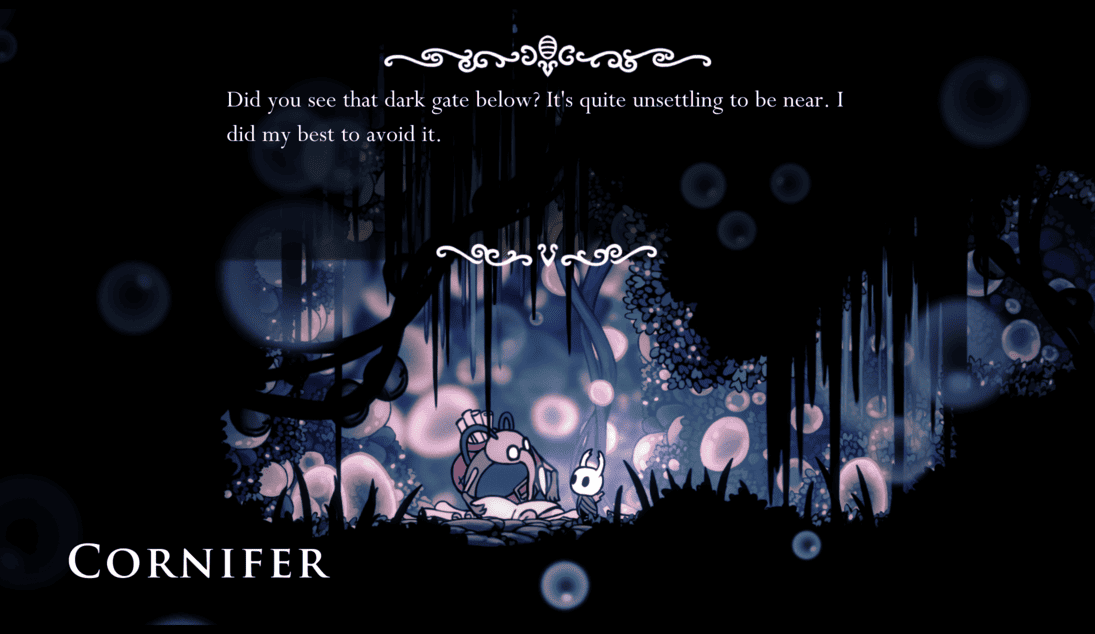 Did you see that dark gate below? It's quite unsettling to be near. I
did my best to avoid it.
CORNIFER